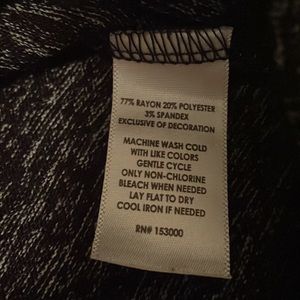 77% RAYON 20% POLYESTER
3% SPANDEX
EXCLUSIVE OF DECORATION
MACHINE WASH COLD
WITH LIKE COLORS
GENTLE CYCLE
ONLY NON-CHLORINE
BLEACH WHEN NEEDED
LAY FLAT TO DRY
COOL IRON IF NEEDED
RN# 153000